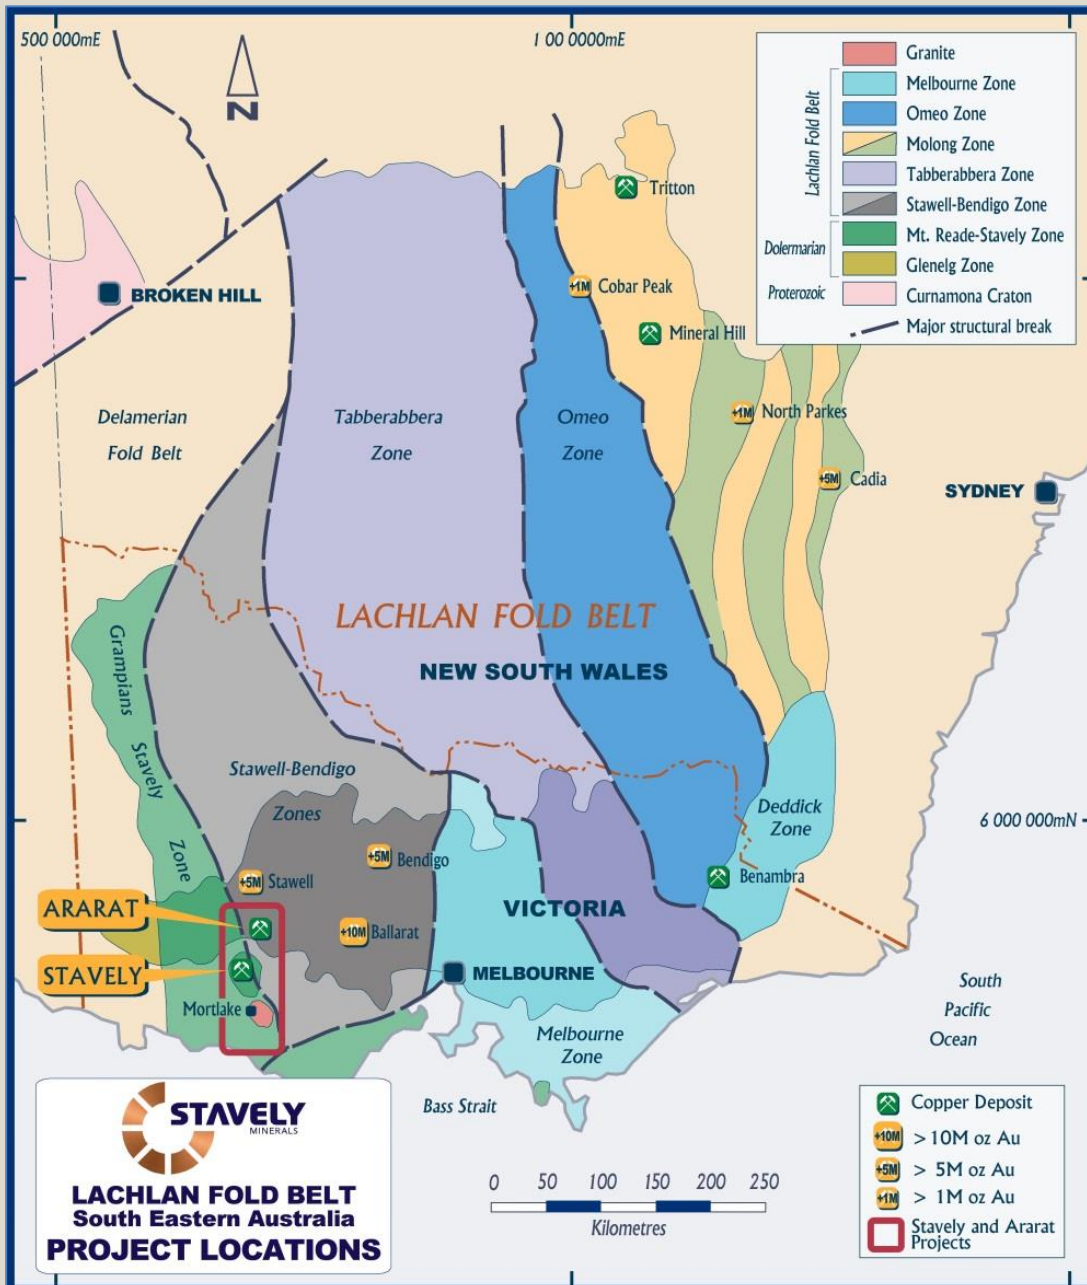 500 000mE
1 00 0000mE
N
Granite
Melbourne Zone
Omeo Zone
Molong Zone
Tabberabbera Zone
Stawell-Bendigo Zone
Mt. Reade-Stavely Zone
Glenelg Zone
Curnamona Craton
Major structural break
Lachlan Fold Belt
Dolermarian
Proterozoic
Tritton
BROKEN HILL
+1M Cobar Peak
Mineral Hill
Delamerian
Fold Belt
Tabberabbera
Zone
Omeo
Zone
+1M North Parkes
+5M Cadia
SYDNEY
LACHLAN FOLD BELT
NEW SOUTH WALES
Grampians
Stavely
Zone
Stawell-Bendigo
Zones
Deddick
Zone
6 000 000mN
+5M Bendigo
+5M Stawell
Benambra
ARARAT
VICTORIA
+10M Ballarat
STAVELY
MELBOURNE
Mortlake
South
Pacific
Ocean
Melbourne
Zone
Bass Strait
STAVELY
MINERALS
LACHLAN FOLD BELT
South Eastern Australia
PROJECT LOCATIONS
0 50 100 150 200 250
Kilometres
Copper Deposit
+10M > 10M oz Au
+5M > 5M oz Au
+1M > 1M oz Au
Stavely and Ararat
Projects